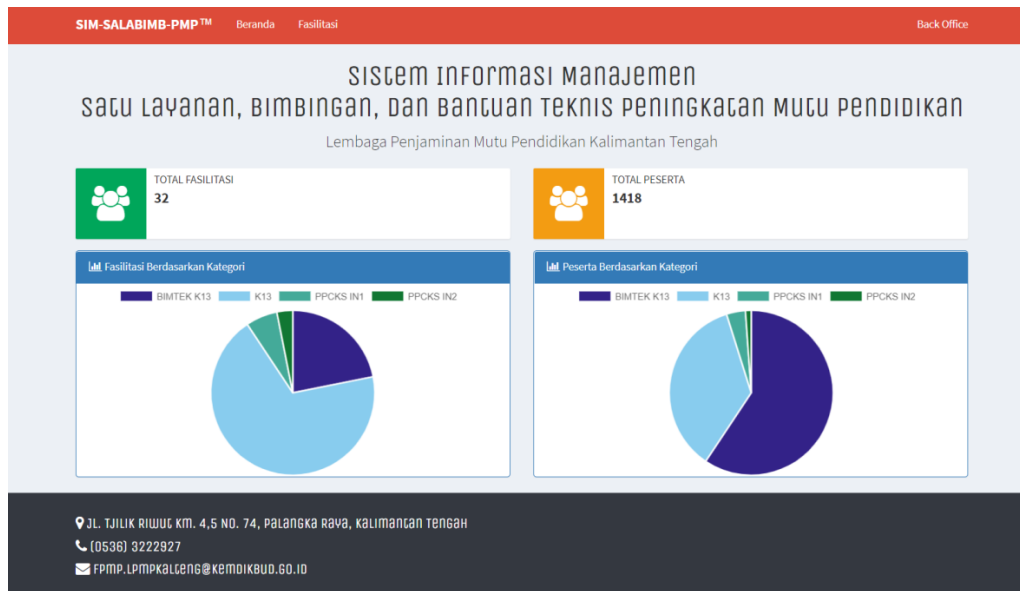 SIM-SALABIMB-PMP™ Beranda Fasilitasi Back Office
Sistem Informasi Manajemen
Satu Layanan, Bimbingan, dan Bantuan Teknis Peningkatan Mutu Pendidikan
Lembaga Penjaminan Mutu Pendidikan Kalimantan Tengah
TOTAL FASILITASI
32
TOTAL PESERTA
1418
Fasilitasi Berdasarkan Kategori
BIMTEK K13 K13 PPCKS IN1 PPCKS IN2
Peserta Berdasarkan Kategori
BIMTEK K13 K13 PPCKS IN1 PPCKS IN2
Jl. Tjilik Riwut Km. 4,5 No. 74, Palangka Raya, Kalimantan Tengah
(0536) 3222927
fpmp.lpmpkalteng@kemdikbud.go.id